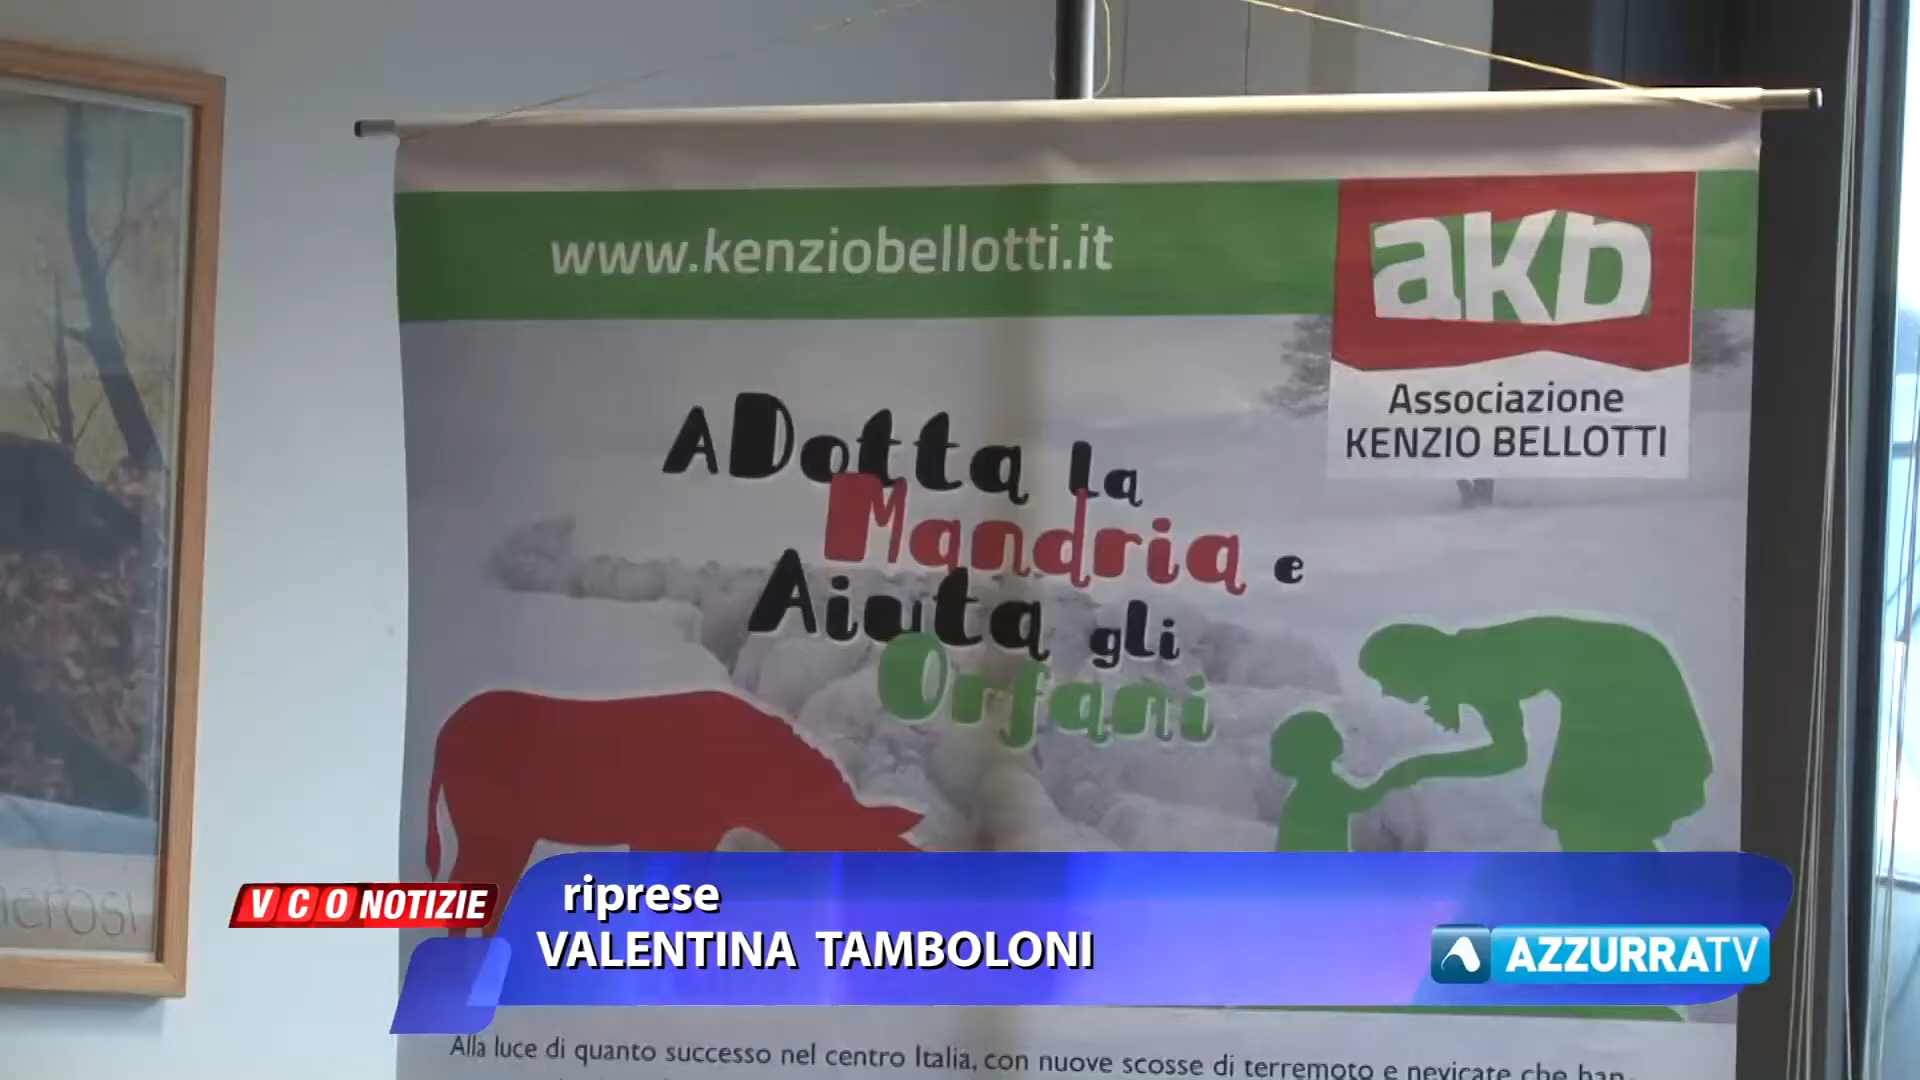 www.kenziobellotti.it
akb
Associazione
KENZIO BELLOTTI
ADotta la
Mandria e
Aiuta gli
Orfani
riprese
VCO NOTIZIE
VALENTINA TAMBOLONI
AZZURRATV
Alla luce di quanto successo nel centro Italia, con nuove scosse di terremoto e nevicate che han